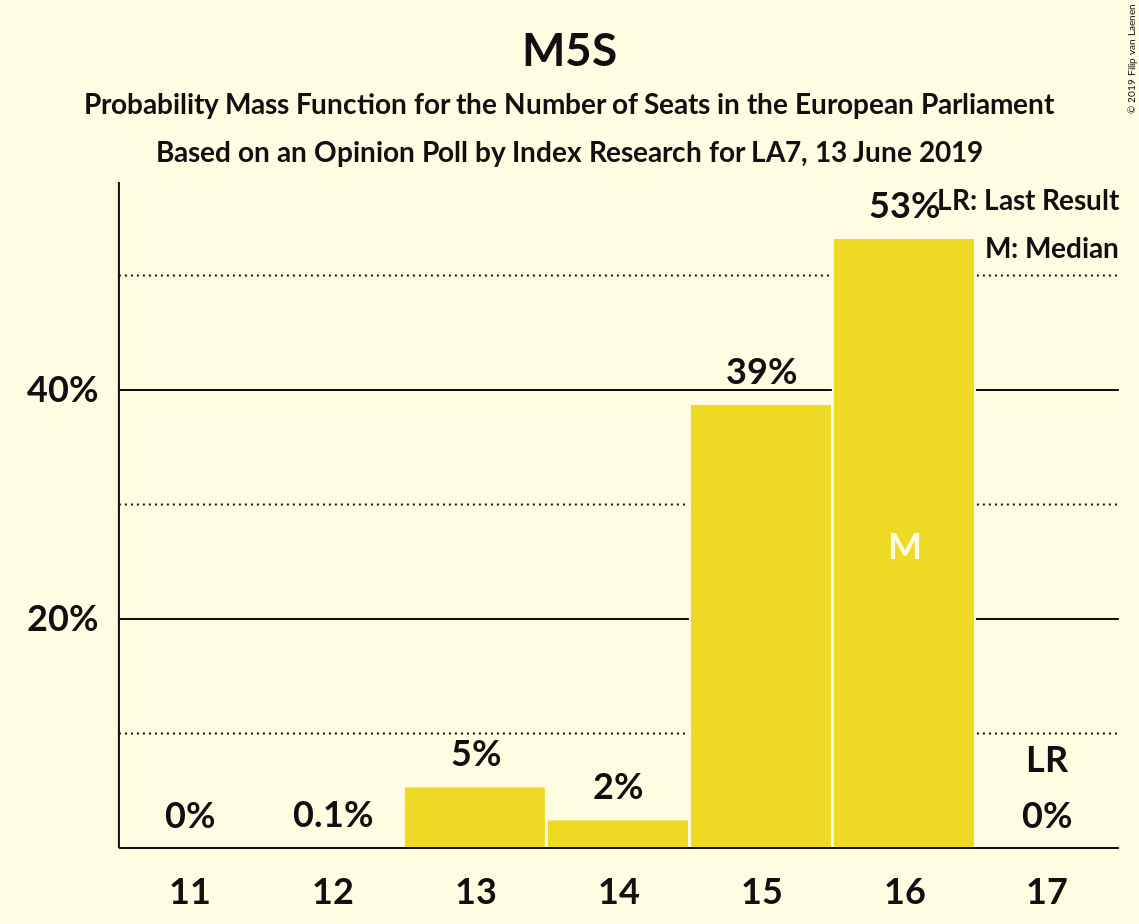 M5S
Probability Mass Function for the Number of Seats in the European Parliament
Based on an Opinion Poll by Index Research for LA7, 13 June 2019
© 2019 Filip van Laenen
LR: Last Result
M: Median
40%
20%
0%
0.1%
5%
2%
39%
53%
M
LR
0%
11
12
13
14
15
16
17